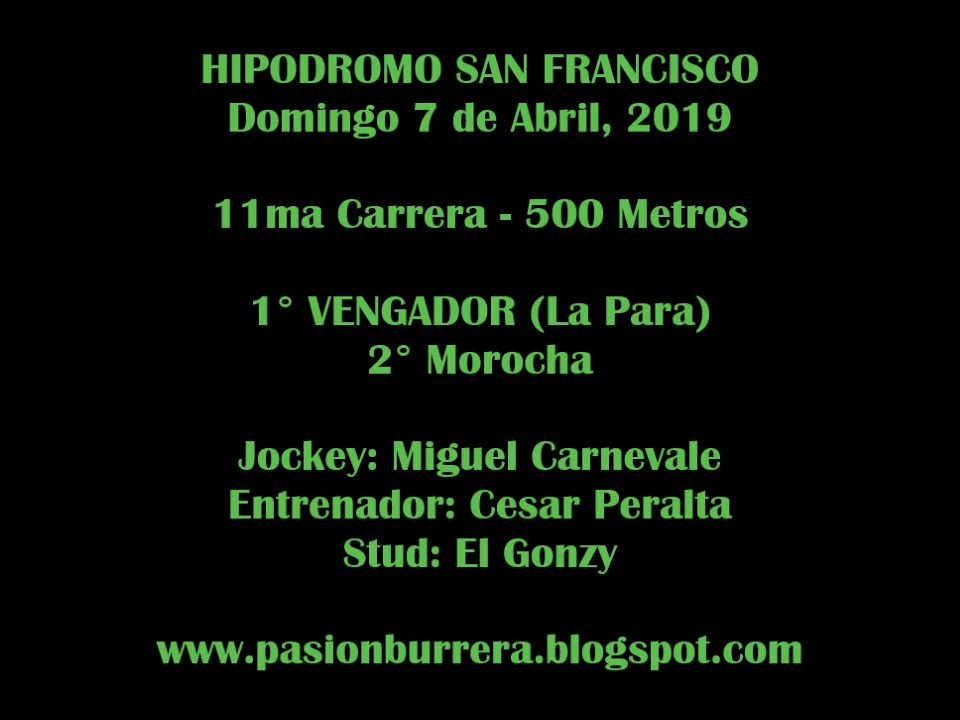 HIPODROMO SAN FRANCISCO
Domingo 7 de Abril, 2019
11ma Carrera - 500 Metros
1° VENGADOR (La Para)
2° Morocha
Jockey: Miguel Carnevale
Entrenador: Cesar Peralta
Stud: El Gonzy
www.pasionburrera.blogspot.com